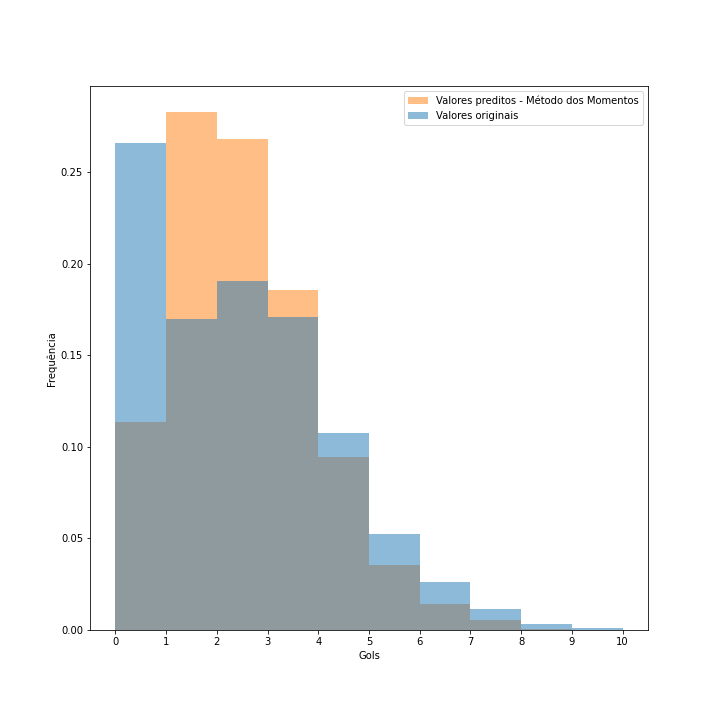 Valores preditos - Método dos Momentos
Valores originais
Frequência
0.25
0.20
0.15
0.10
0.05
0.00
0 1 2 3 4 5 6 7 8 9 10
Gols